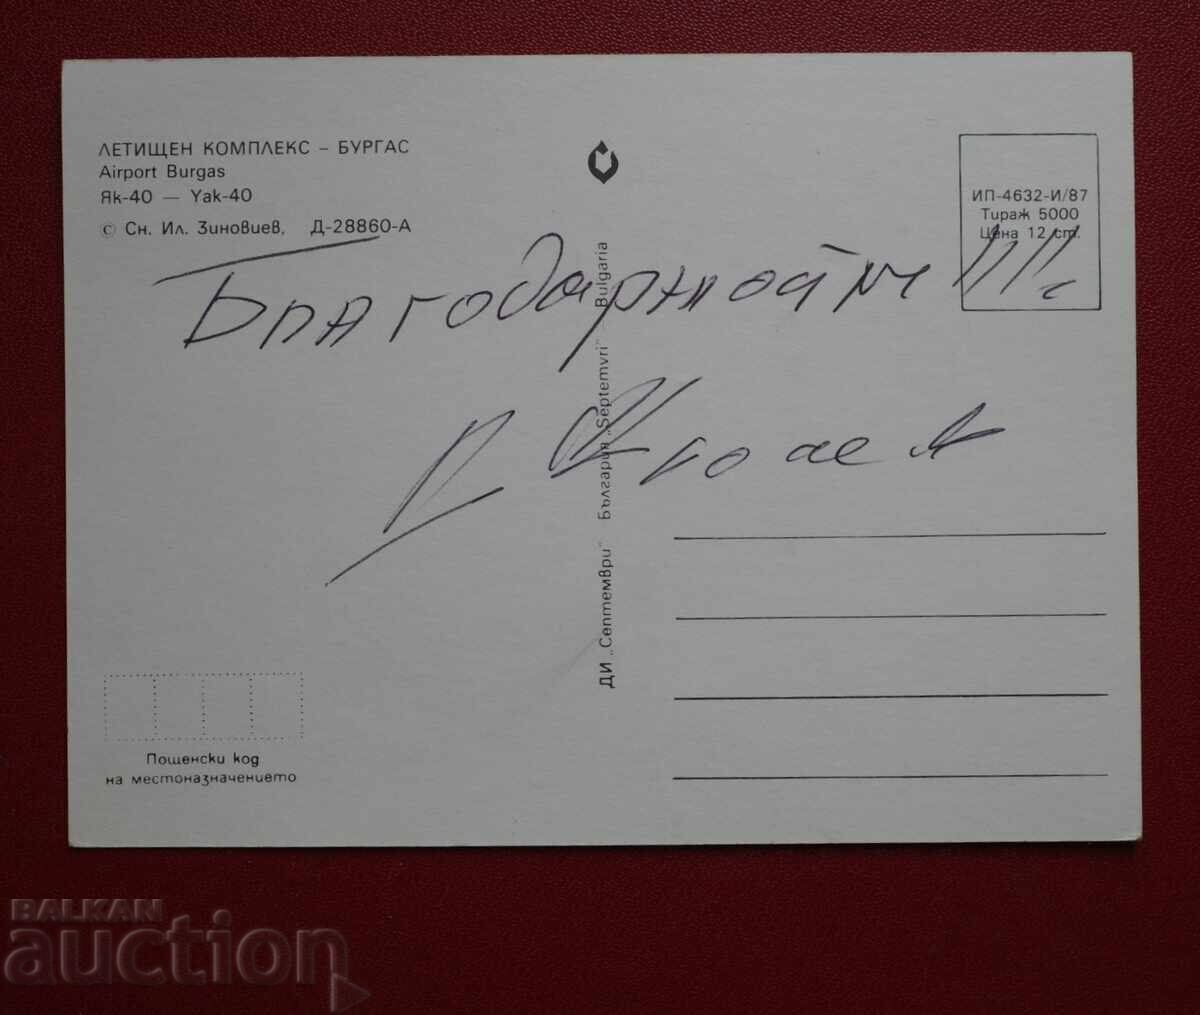 ЛЕТИЩЕН КОМПЛЕКС – БУРГАС
Airport Burgas
Як-40 — Yak-40
© Сн. Ил. Зиновиев, Д-28860-А
ИП-4632-И/87
Тираж 5000
Цена 12 ст.
ДИ „Септември" България „Septemvri" – Bulgaria
Пощенски код
на местоназначението
BALKAN
auction